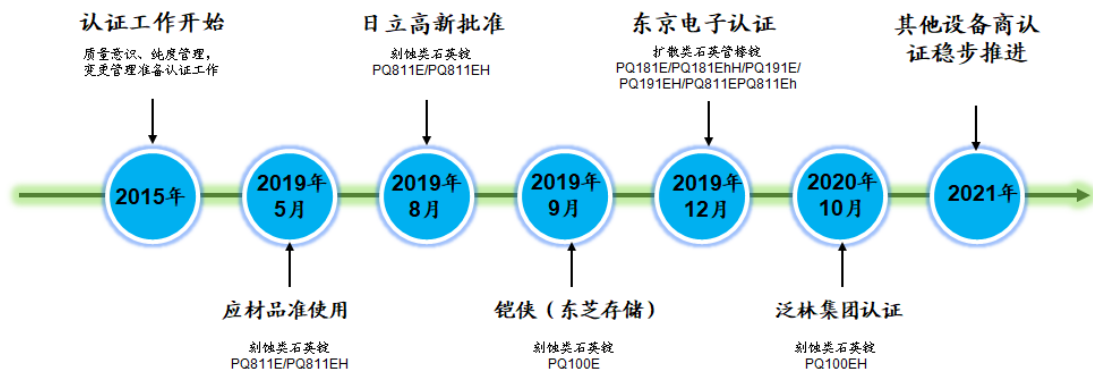 认证工作开始
质量意识、纯度管理，
变更管理准备认证工作
日立高新批准
刻蚀类石英锭
PQ811E/PQ811EH
东京电子认证
扩散类石英管棒锭
PQ181E/PQ181EhH/PQ191E/
PQ191EH/PQ811EPQ811Eh
其他设备商认
证稳步推进
2015年
2019年
5月
2019年
8月
2019年
9月
2019年
12月
2020年
10月
2021年
应材品准使用
刻蚀类石英锭
PQ811E/PQ811EH
铠侠（东芝存储）
刻蚀类石英锭
PQ100E
泛林集团认证
刻蚀类石英锭
PQ100EH